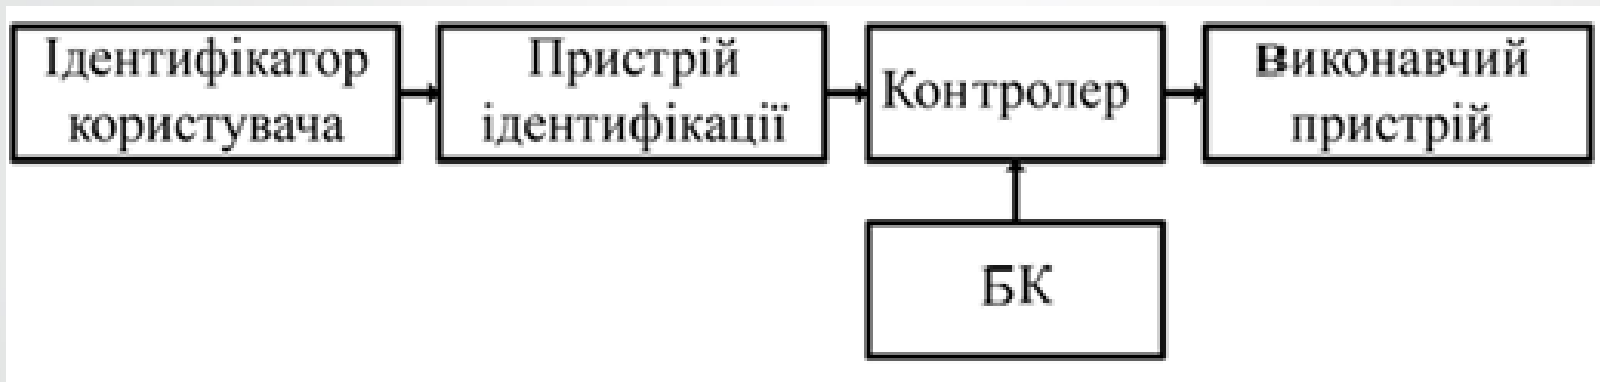 Ідентифікатор
користувача
Пристрій
ідентифікації
Контролер
Виконавчий
пристрій
БК